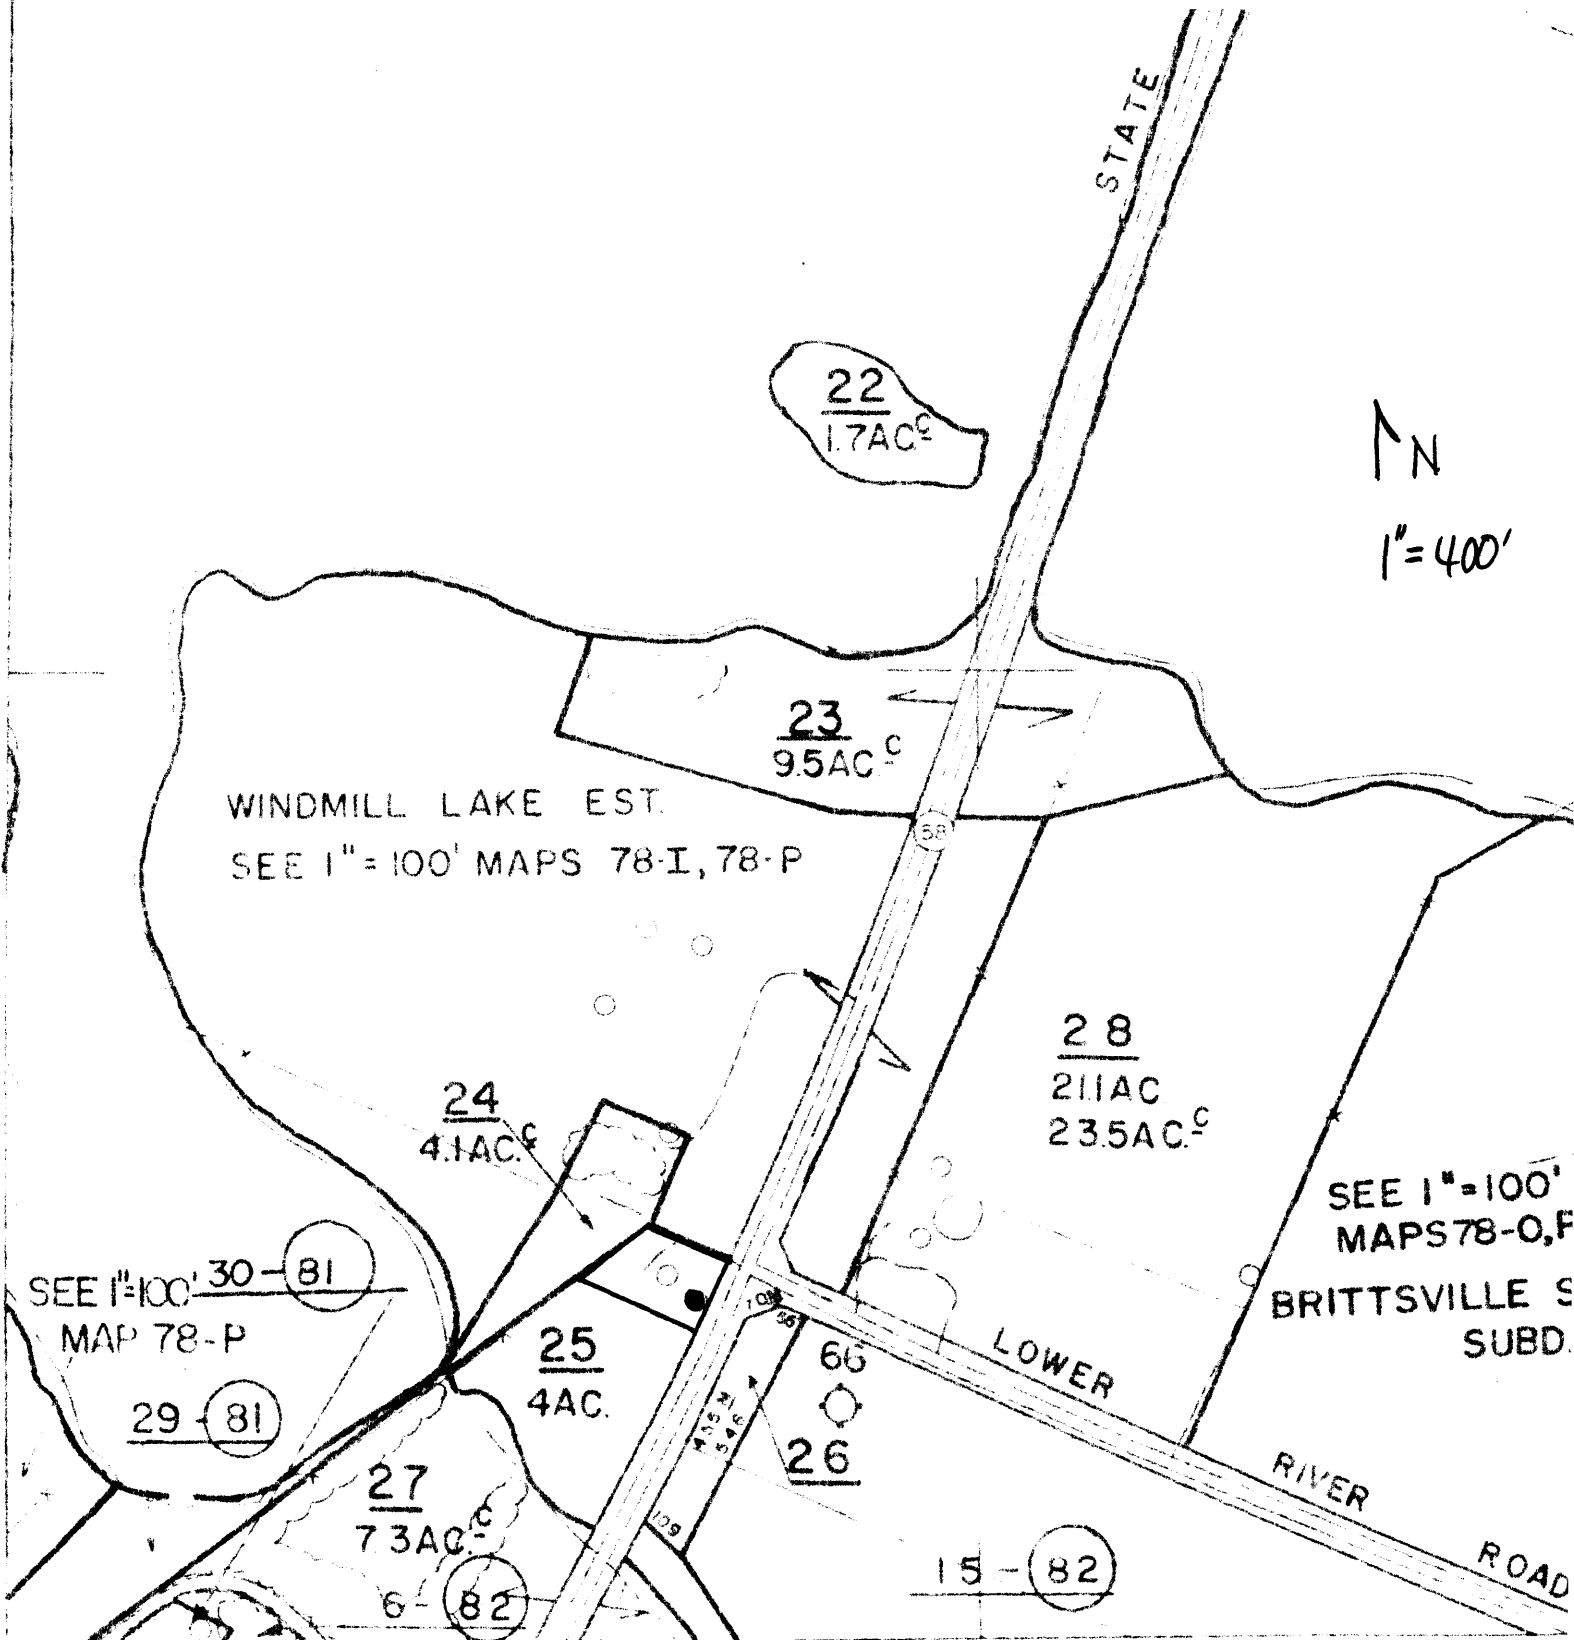 STATE
22
1.7AC.C
N
1"=400'
23
9.5AC.C
58
WINDMILL LAKE EST.
SEE 1"=100' MAPS 78-I, 78-P
28
21.1AC
23.5AC.C
24
4.1AC.C
SEE 1"=100'
MAPS 78-O,P
BRITTSVILLE S
SUBD.
30-81
SEE 1"=100'
MAP 78-P
25
4AC.
66
LOWER
29-81
26
109
27
7.3AC.C
RIVER
ROAD
15-82
6-82